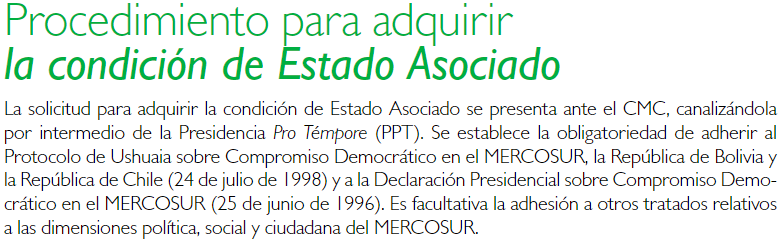 Procedimiento para adquirir
la condición de Estado Asociado
La solicitud para adquirir la condición de Estado Asociado se presenta ante el CMC, canalizándola
por intermedio de la Presidencia Pro Témpore (PPT). Se establece la obligatoriedad de adherir al
Protocolo de Ushuaia sobre Compromiso Democrático en el MERCOSUR, la República de Bolivia y
la República de Chile (24 de julio de 1998) y a la Declaración Presidencial sobre Compromiso Demo-
crático en el MERCOSUR (25 de junio de 1996). Es facultativa la adhesión a otros tratados relativos
a las dimensiones política, social y ciudadana del MERCOSUR.